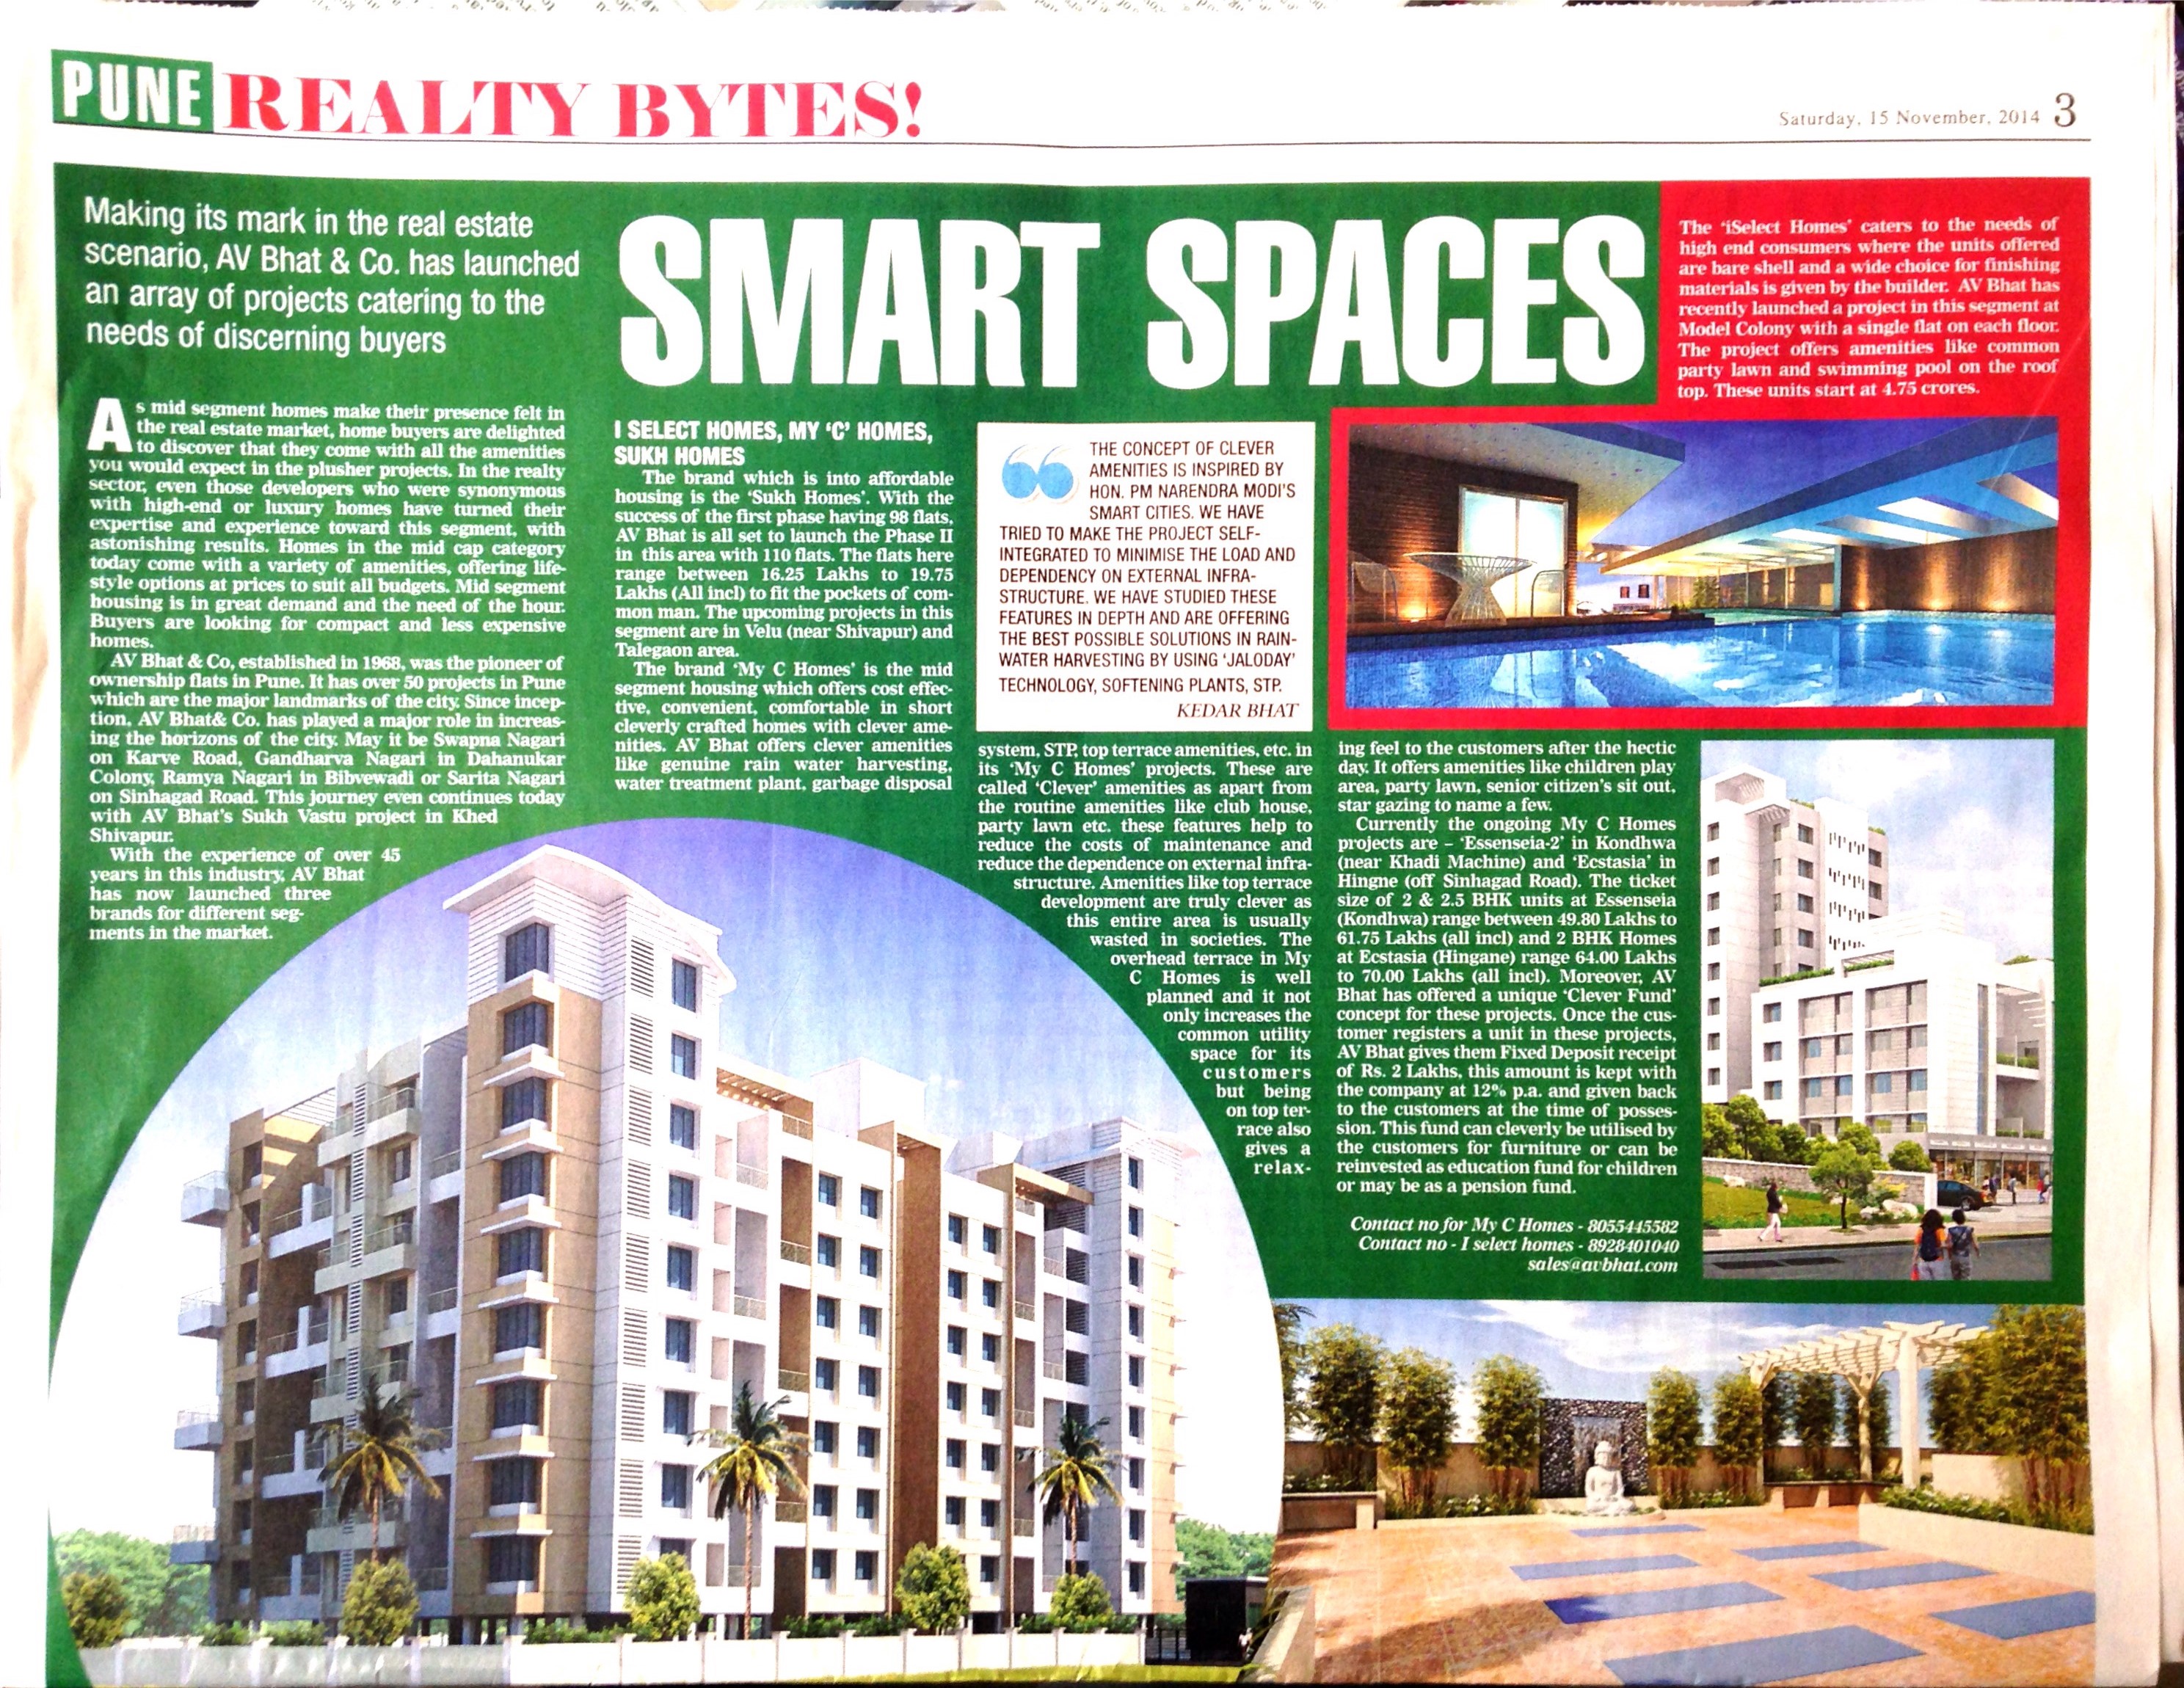 PUNE REALTY BYTES!
Saturday, 15 November, 2014 3
Making its mark in the real estate
scenario, AV Bhat & Co. has launched
an array of projects catering to the
needs of discerning buyers
SMART SPACES
The 'iSelect Homes' caters to the needs of
high end consumers where the units offered
are bare shell and a wide choice for finishing
materials is given by the builder. AV Bhat has
recently launched a project in this segment at
Model Colony with a single flat on each floor.
The project offers amenities like common
party lawn and swimming pool on the roof
top. These units start at 4.75 crores.
As mid segment homes make their presence felt in
the real estate market, home buyers are delighted
to discover that they come with all the amenities
you would expect in the plusher projects. In the realty
sector, even those developers who were synonymous
with high-end or luxury homes have turned their
expertise and experience toward this segment, with
astonishing results. Homes in the mid cap category
today come with a variety of amenities, offering life-
style options at prices to suit all budgets. Mid segment
housing is in great demand and the need of the hour.
Buyers are looking for compact and less expensive
homes.
AV Bhat & Co, established in 1968, was the pioneer of
ownership flats in Pune. It has over 50 projects in Pune
which are the major landmarks of the city. Since incep-
tion, AV Bhat& Co. has played a major role in increas-
ing the horizons of the city. May it be Swapna Nagari
on Karve Road, Gandharva Nagari in Dahanukar
Colony, Ramya Nagari in Bibvewadi or Sarita Nagari
on Sinhagad Road. This journey even continues today
with AV Bhat's Sukh Vastu project in Khed
Shivapur.
With the experience of over 45
years in this industry, AV Bhat
has now launched three
brands for different seg-
ments in the market.
I SELECT HOMES, MY 'C' HOMES,
SUKH HOMES
The brand which is into affordable
housing is the 'Sukh Homes'. With the
success of the first phase having 98 flats,
AV Bhat is all set to launch the Phase II
in this area with 110 flats. The flats here
range between 16.25 Lakhs to 19.75
Lakhs (All incl) to fit the pockets of com-
mon man. The upcoming projects in this
segment are in Velu (near Shivapur) and
Talegaon area.
The brand 'My C Homes' is the mid
segment housing which offers cost effec-
tive, convenient, comfortable in short
cleverly crafted homes with clever ame-
nities. AV Bhat offers clever amenities
like genuine rain water harvesting,
water treatment plant, garbage disposal
THE CONCEPT OF CLEVER
AMENITIES IS INSPIRED BY
HON. PM NARENDRA MODI'S
SMART CITIES. WE HAVE
TRIED TO MAKE THE PROJECT SELF-
INTEGRATED TO MINIMISE THE LOAD AND
DEPENDENCY ON EXTERNAL INFRA-
STRUCTURE. WE HAVE STUDIED THESE
FEATURES IN DEPTH AND ARE OFFERING
THE BEST POSSIBLE SOLUTIONS IN RAIN-
WATER HARVESTING BY USING 'JALODAY'
TECHNOLOGY, SOFTENING PLANTS, STP.
KEDAR BHAT
system, STP, top terrace amenities, etc. in
its 'My C Homes' projects. These are
called 'Clever' amenities as apart from
the routine amenities like club house,
party lawn etc. these features help to
reduce the costs of maintenance and
reduce the dependence on external infra-
structure. Amenities like top terrace
development are truly clever as
this entire area is usually
wasted in societies. The
overhead terrace in My
C Homes is well
planned and it not
only increases the
common utility
space for its
customers
but being
on top ter-
race also
gives a
relax-
ing feel to the customers after the hectic
day. It offers amenities like children play
area, party lawn, senior citizen's sit out,
star gazing to name a few.
Currently the ongoing My C Homes
projects are – 'Essenseia-2' in Kondhwa
(near Khadi Machine) and 'Ecstasia' in
Hingne (off Sinhagad Road). The ticket
size of 2 & 2.5 BHK units at Essenseia
(Kondhwa) range between 49.80 Lakhs to
61.75 Lakhs (all incl) and 2 BHK Homes
at Ecstasia (Hingane) range 64.00 Lakhs
to 70.00 Lakhs (all incl). Moreover, AV
Bhat has offered a unique 'Clever Fund'
concept for these projects. Once the cus-
tomer registers a unit in these projects,
AV Bhat gives them Fixed Deposit receipt
of Rs. 2 Lakhs, this amount is kept with
the company at 12% p.a. and given back
to the customers at the time of posses-
sion. This fund can cleverly be utilised by
the customers for furniture or can be
reinvested as education fund for children
or may be as a pension fund.
Contact no for My C Homes - 8055445582
Contact no - I select homes - 8928401040
sales@avbhat.com